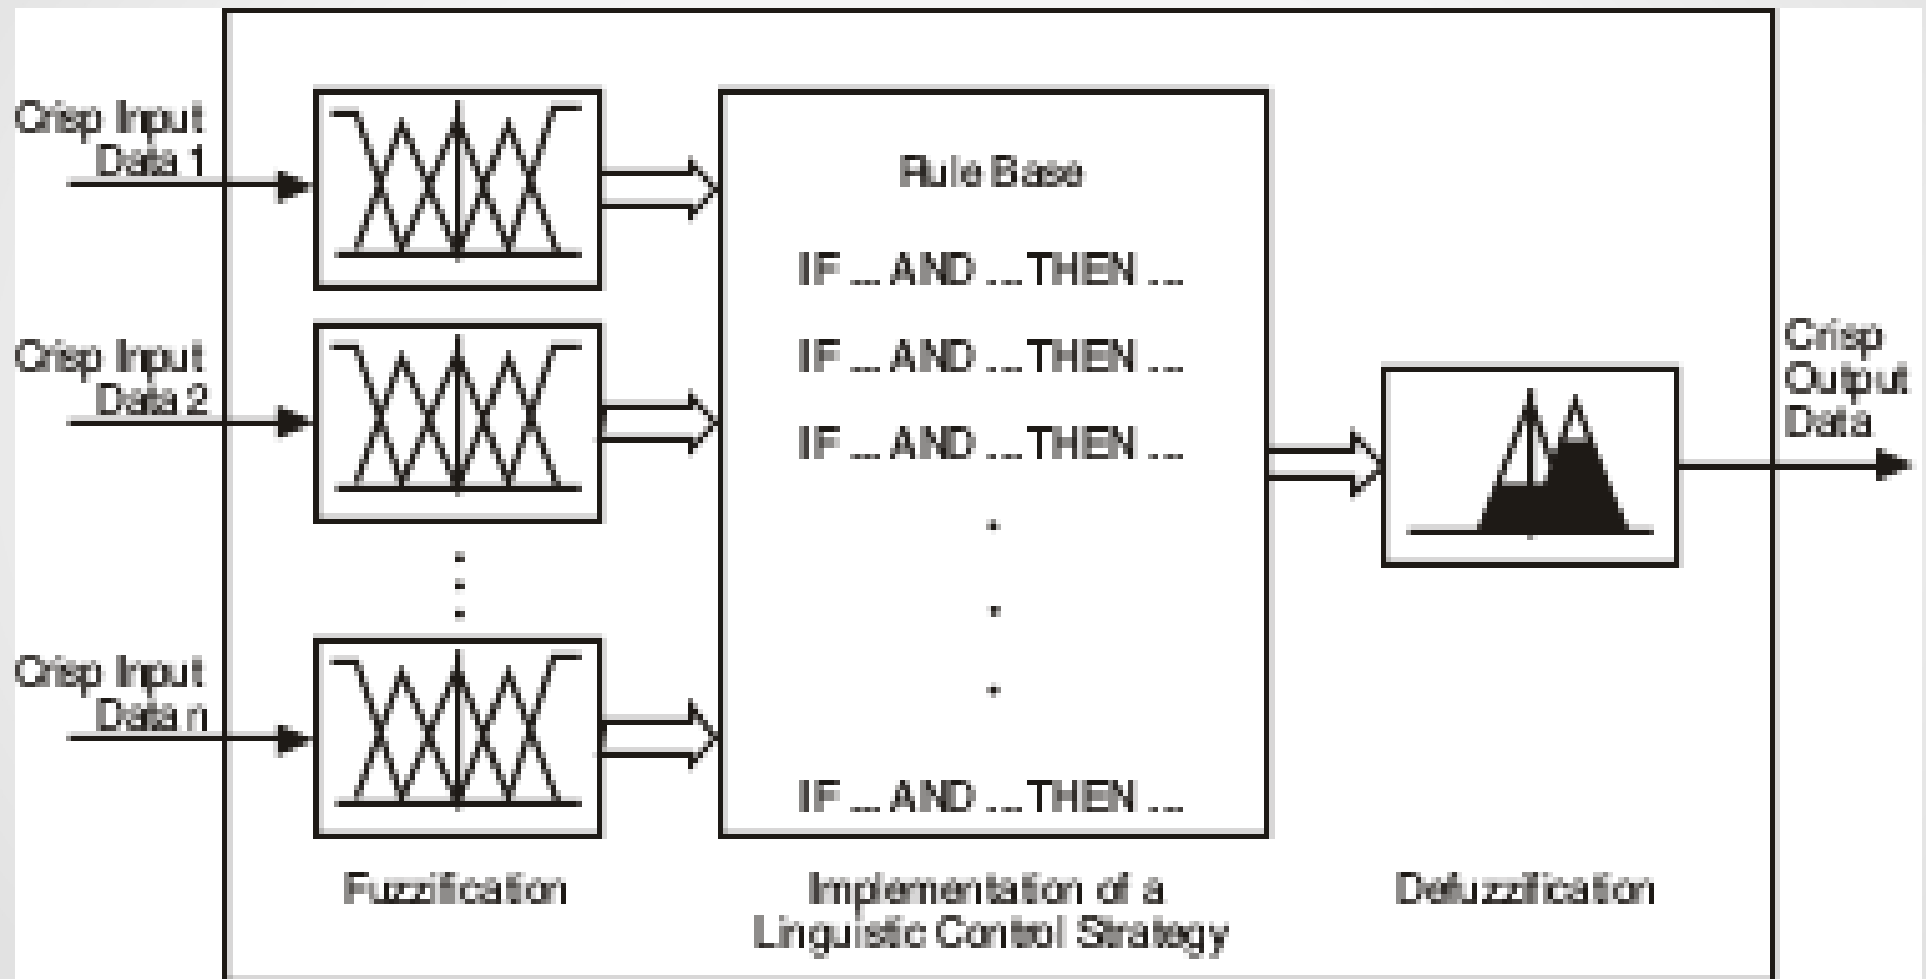 Crisp Input
Data 1
Crisp Input
Data 2
Crisp Input
Data n
Rule Base
IF ... AND ... THEN ...
IF ... AND ... THEN ...
IF ... AND ... THEN ...
.
.
.
IF ... AND ... THEN ...
Crisp
Output
Data
Fuzzification
Implementation of a
Linguistic Control Strategy
Defuzzification